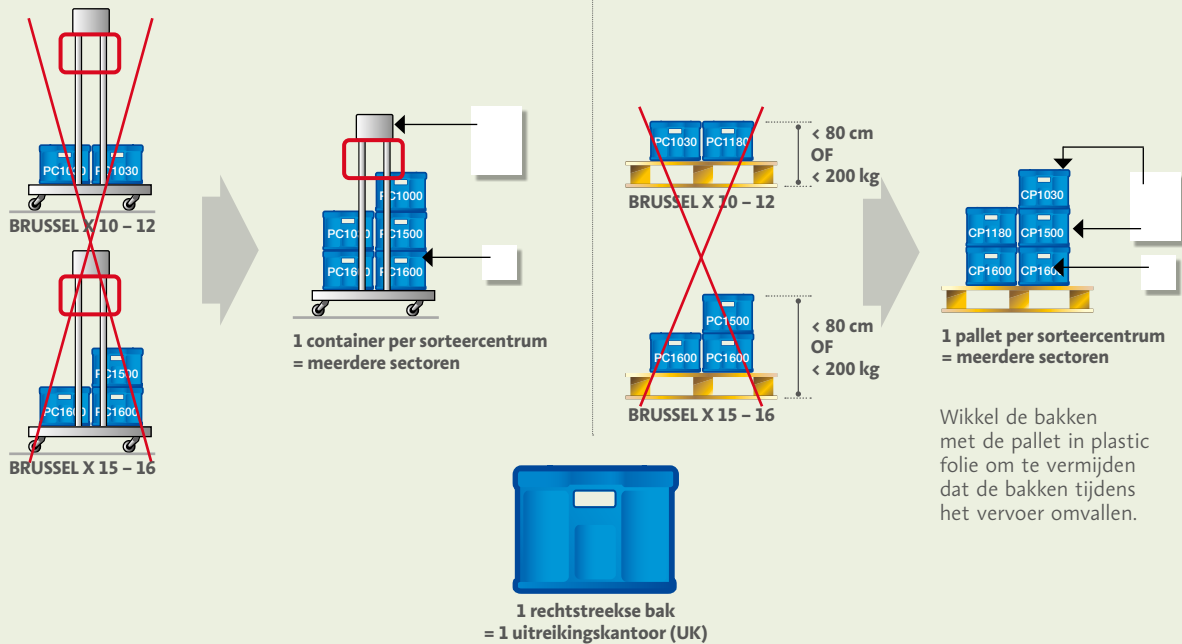 PC1030 PC1030
BRUSSEL X 10 – 12
PC1500
PC1600 PC1600
BRUSSEL X 15 – 16
PC1000
PC1030 PC1500
PC1600 PC1600
1 container per sorteercentrum
= meerdere sectoren
PC1030 PC1180
< 80 cm
OF
< 200 kg
BRUSSEL X 10 – 12
PC1500
PC1600 PC1600
< 80 cm
OF
< 200 kg
BRUSSEL X 15 – 16
CP1030
CP1180 CP1500
CP1600 CP1600
1 pallet per sorteercentrum
= meerdere sectoren
Wikkel de bakken
met de pallet in plastic
folie om te vermijden
dat de bakken tijdens
het vervoer omvallen.
1 rechtstreekse bak
= 1 uitreikingskantoor (UK)